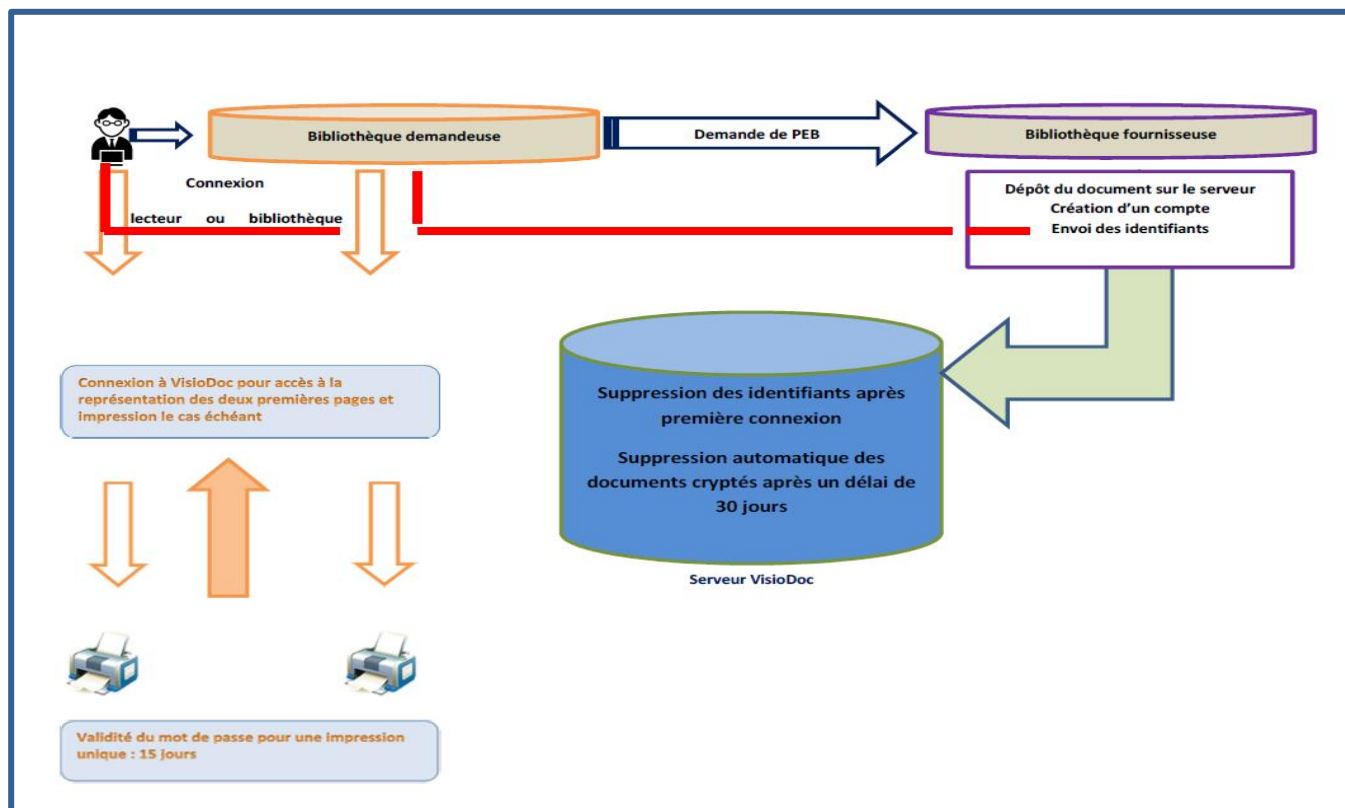 Bibliothèque demandeuse
Demande de PEB
Bibliothèque fournisseuse
Connexion
lecteur ou bibliothèque
Dépôt du document sur le serveur
Création d'un compte
Envoi des identifiants
Connexion à VisioDoc pour accès à la
représentation des deux premières pages et
impression le cas échéant
Suppression des identifiants après
première connexion
Suppression automatique des
documents cryptés après un délai de
30 jours
Serveur VisioDoc
Validité du mot de passe pour une impression
unique : 15 jours